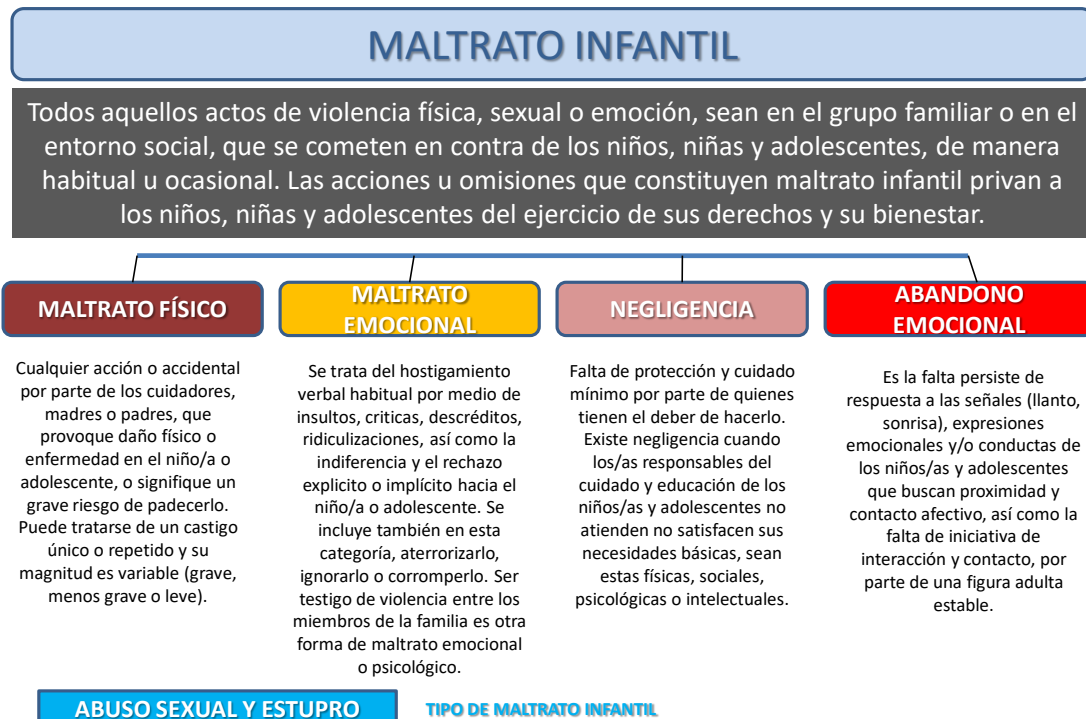 MALTRATO INFANTIL
Todos aquellos actos de violencia física, sexual o emoción, sean en el grupo familiar o en el
entorno social, que se cometen en contra de los niños, niñas y adolescentes, de manera
habitual u ocasional. Las acciones u omisiones que constituyen maltrato infantil privan a
los niños, niñas y adolescentes del ejercicio de sus derechos y su bienestar.
MALTRATO FÍSICO
Cualquier acción o accidental
por parte de los cuidadores,
madres o padres, que
provoque daño físico o
enfermedad en el niño/a o
adolescente, o signifique un
grave riesgo de padecerlo.
Puede tratarse de un castigo
único o repetido y su
magnitud es variable (grave,
menos grave o leve).
MALTRATO
EMOCIONAL
Se trata del hostigamiento
verbal habitual por medio de
insultos, criticas, descréditos,
ridiculizaciones, así como la
indiferencia y el rechazo
explicito o implícito hacia el
niño/a o adolescente. Se
incluye también en esta
categoría, aterrorizarlo,
ignorarlo o corromperlo. Ser
testigo de violencia entre los
miembros de la familia es otra
forma de maltrato emocional
o psicológico.
NEGLIGENCIA
Falta de protección y cuidado
mínimo por parte de quienes
tienen el deber de hacerlo.
Existe negligencia cuando
los/as responsables del
cuidado y educación de los
niños/as y adolescentes no
atienden no satisfacen sus
necesidades básicas, sean
estas físicas, sociales,
psicológicas o intelectuales.
ABANDONO
EMOCIONAL
Es la falta persiste de
respuesta a las señales (llanto,
sonrisa), expresiones
emocionales y/o conductas de
los niños/as y adolescentes
que buscan proximidad y
contacto afectivo, así como la
falta de iniciativa de
interacción y contacto, por
parte de una figura adulta
estable.
ABUSO SEXUAL Y ESTUPRO
TIPO DE MALTRATO INFANTIL